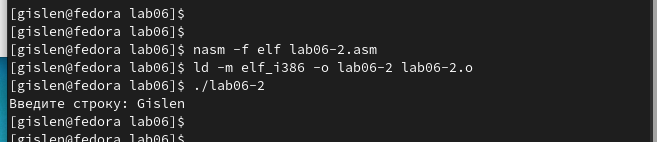 [gislen@fedora lab06]$
[gislen@fedora lab06]$
[gislen@fedora lab06]$ nasm -f elf lab06-2.asm
[gislen@fedora lab06]$ ld -m elf_i386 -o lab06-2 lab06-2.o
[gislen@fedora lab06]$ ./lab06-2
Введите строку: Gislen
[gislen@fedora lab06]$
[gislen@fedora lab06]$